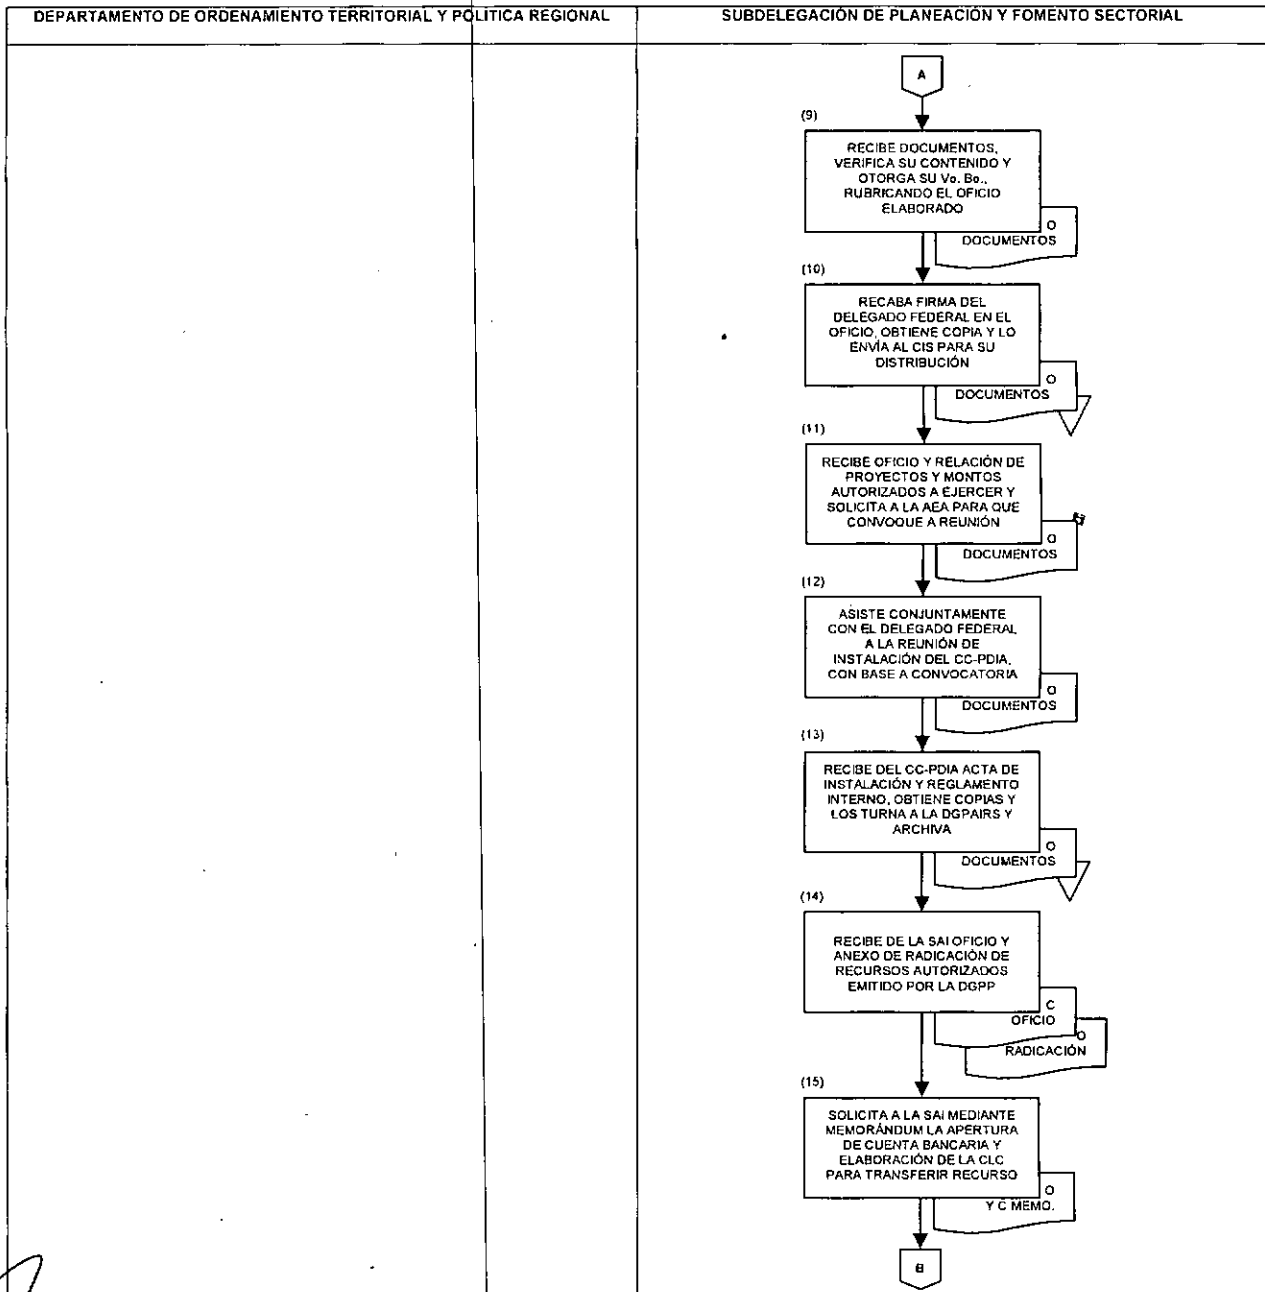 DEPARTAMENTO DE ORDENAMIENTO TERRITORIAL Y POLÍTICA REGIONAL
SUBDELEGACIÓN DE PLANEACIÓN Y FOMENTO SECTORIAL
A
(9)
RECIBE DOCUMENTOS,
VERIFICA SU CONTENIDO Y
OTORGA SU Vo. Bo.,
RUBRICANDO EL OFICIO
ELABORADO
O
DOCUMENTOS
(10)
RECABA FIRMA DEL
DELEGADO FEDERAL EN EL
OFICIO, OBTIENE COPIA Y LO
ENVÍA AL CIS PARA SU
DISTRIBUCIÓN
O
DOCUMENTOS
(11)
RECIBE OFICIO Y RELACIÓN DE
PROYECTOS Y MONTOS
AUTORIZADOS A EJERCER Y
SOLICITA A LA AEA PARA QUE
CONVOQUE A REUNIÓN
O
DOCUMENTOS
(12)
ASISTE CONJUNTAMENTE
CON EL DELEGADO FEDERAL
A LA REUNIÓN DE
INSTALACIÓN DEL CC-PDIA,
CON BASE A CONVOCATORIA
O
DOCUMENTOS
(13)
RECIBE DEL CC-PDIA ACTA DE
INSTALACIÓN Y REGLAMENTO
INTERNO, OBTIENE COPIAS Y
LOS TURNA A LA DGPAIRS Y
ARCHIVA
O
DOCUMENTOS
(14)
RECIBE DE LA SAI OFICIO Y
ANEXO DE RADICACIÓN DE
RECURSOS AUTORIZADOS
EMITIDO POR LA DGPP
C
OFICIO
O
RADICACIÓN
(15)
SOLICITA A LA SAI MEDIANTE
MEMORÁNDUM LA APERTURA
DE CUENTA BANCARIA Y
ELABORACIÓN DE LA CLC
PARA TRANSFERIR RECURSO
O
Y C MEMO.
B